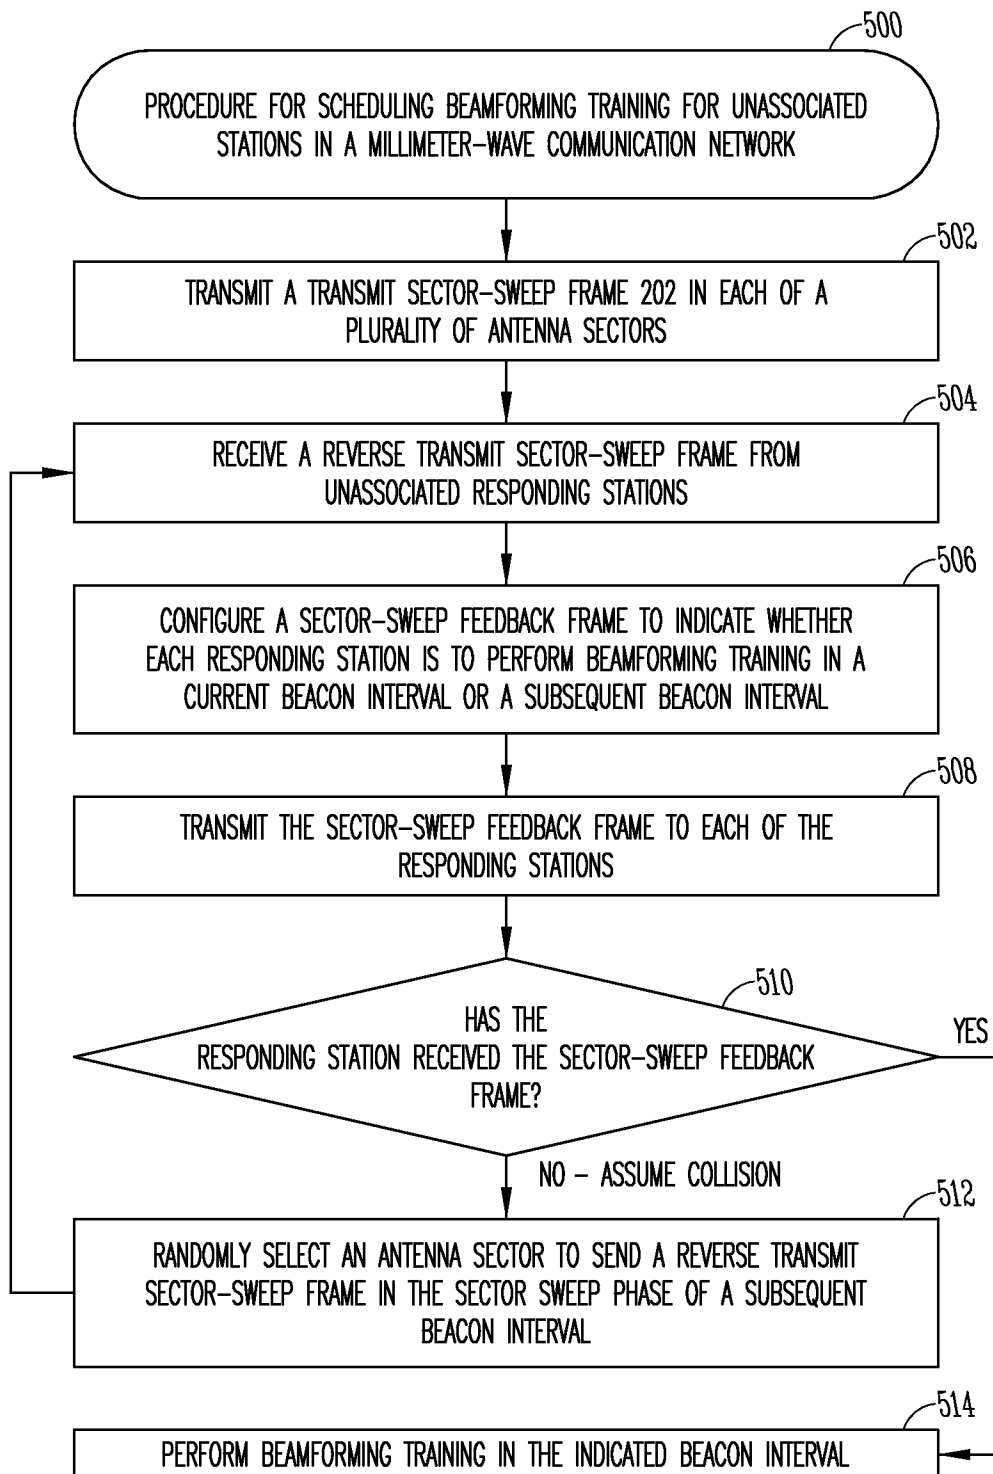 500
PROCEDURE FOR SCHEDULING BEAMFORMING TRAINING FOR UNASSOCIATED
STATIONS IN A MILLIMETER-WAVE COMMUNICATION NETWORK
502
TRANSMIT A TRANSMIT SECTOR-SWEEP FRAME 202 IN EACH OF A
PLURALITY OF ANTENNA SECTORS
504
RECEIVE A REVERSE TRANSMIT SECTOR-SWEEP FRAME FROM
UNASSOCIATED RESPONDING STATIONS
506
CONFIGURE A SECTOR-SWEEP FEEDBACK FRAME TO INDICATE WHETHER
EACH RESPONDING STATION IS TO PERFORM BEAMFORMING TRAINING IN A
CURRENT BEACON INTERVAL OR A SUBSEQUENT BEACON INTERVAL
508
TRANSMIT THE SECTOR-SWEEP FEEDBACK FRAME TO EACH OF THE
RESPONDING STATIONS
510
HAS THE
RESPONDING STATION RECEIVED THE SECTOR-SWEEP FEEDBACK
FRAME?
YES
NO - ASSUME COLLISION
512
RANDOMLY SELECT AN ANTENNA SECTOR TO SEND A REVERSE TRANSMIT
SECTOR-SWEEP FRAME IN THE SECTOR SWEEP PHASE OF A SUBSEQUENT
BEACON INTERVAL
514
PERFORM BEAMFORMING TRAINING IN THE INDICATED BEACON INTERVAL